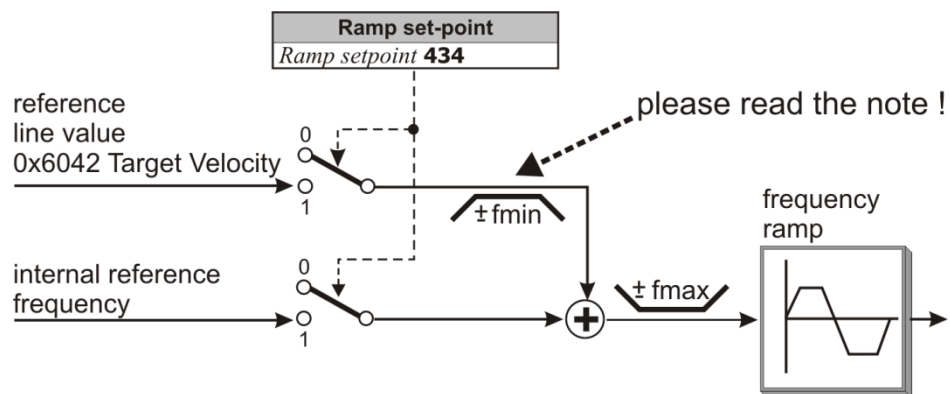 Ramp set-point
Ramp setpoint 434
please read the note !
reference
line value
0x6042 Target Velocity
0
1
± fmin
frequency
ramp
internal reference
frequency
0
1
+
± fmax